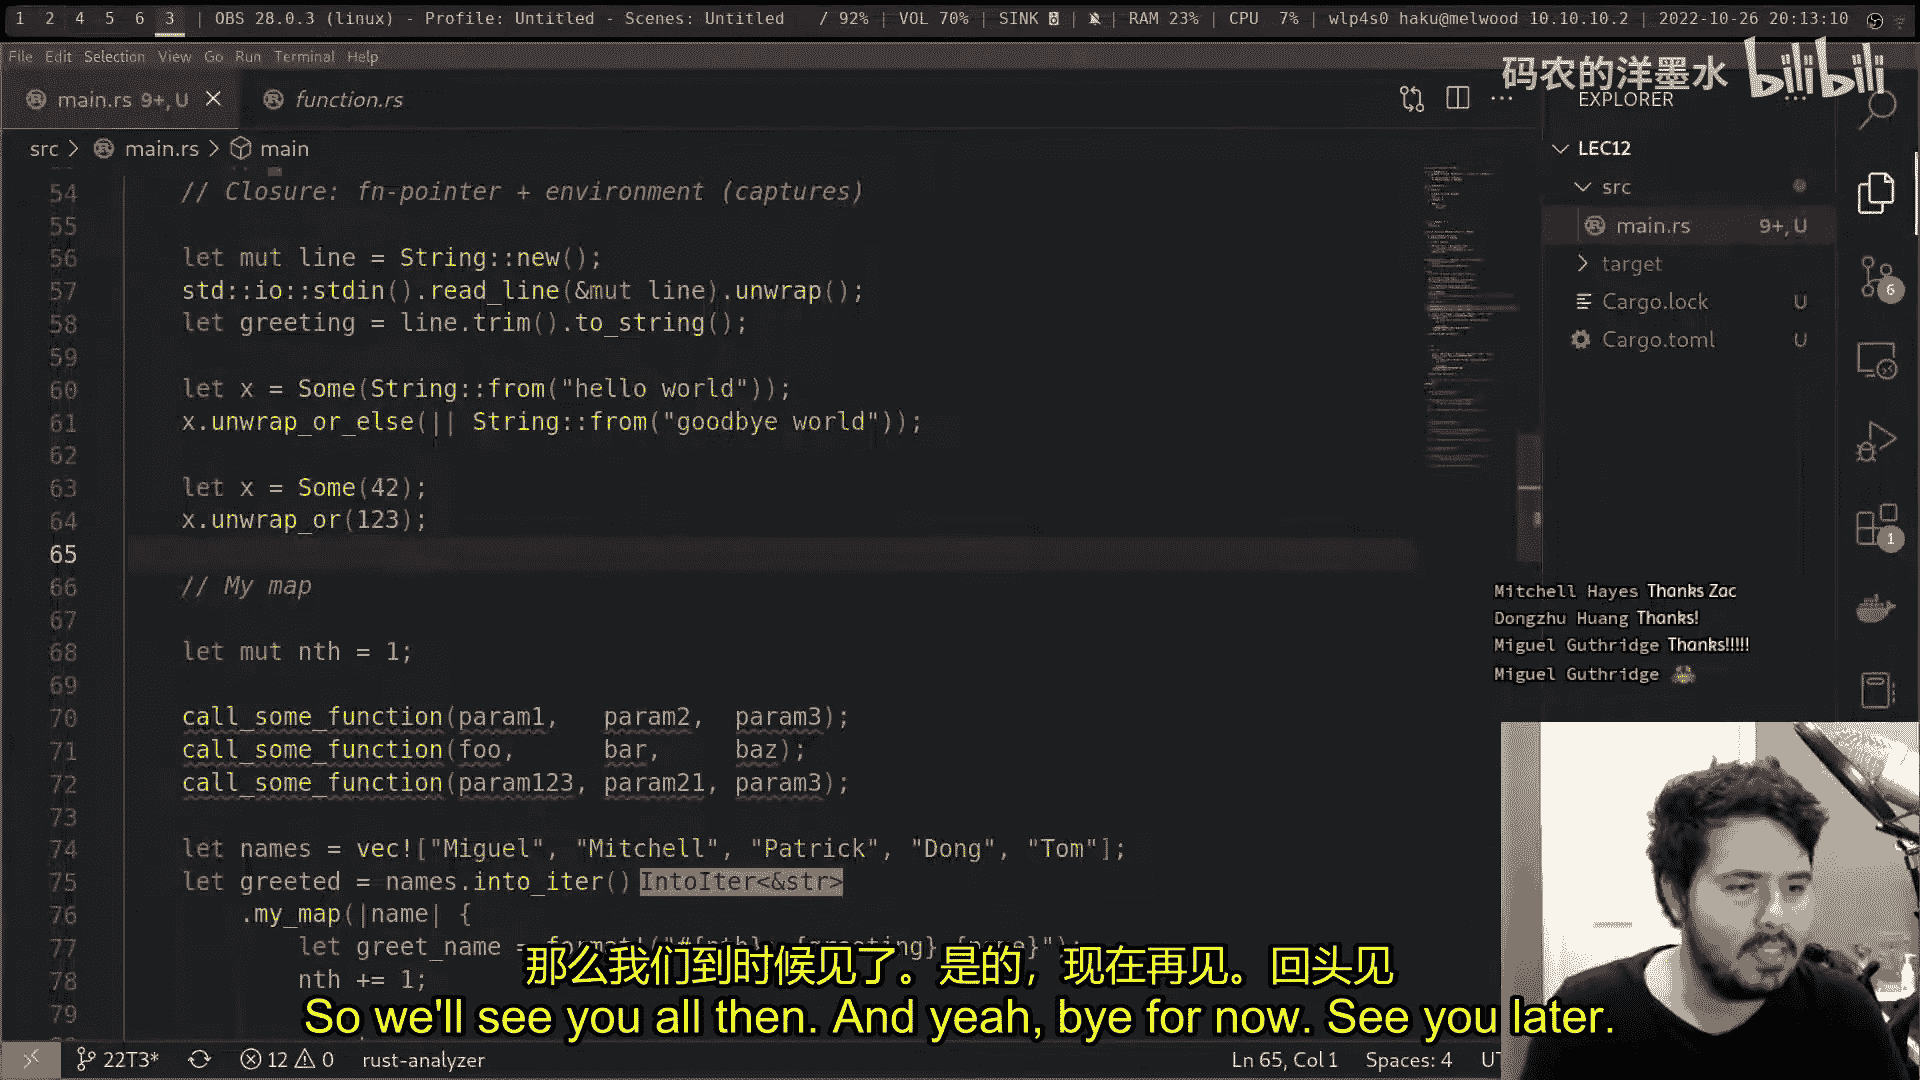 1 2 4 5 6 3 | OBS 28.0.3 (linux) - Profile: Untitled - Scenes: Untitled / 92% | VOL 70% | SINK | | RAM 23% | CPU 7% | wlp4s0 haku@melwood 10.10.10.2 | 2022-10-26 20:13:10
File Edit Selection View Go Run Terminal Help
码农的洋墨水 bilibili
main.rs 9+, U function.rs
EXPLORER
src > main.rs > main
LEC12
src
main.rs 9+, U
target
Cargo.lock U
Cargo.toml U
6
1
54 // Closure: fn-pointer + environment (captures)
55
56 let mut line = String::new();
57 std::io::stdin().read_line(&mut line).unwrap();
58 let greeting = line.trim().to_string();
59
60 let x = Some(String::from("hello world"));
61 x.unwrap_or_else(|| String::from("goodbye world"));
62
63 let x = Some(42);
64 x.unwrap_or(123);
65
66 // My map
67
68 let mut nth = 1;
69
70 call_some_function(param1, param2, param3);
71 call_some_function(foo, bar, baz);
72 call_some_function(param123, param21, param3);
73
74 let names = vec!["Miguel", "Mitchell", "Patrick", "Dong", "Tom"];
75 let greeted = names.into_iter() IntoIter<&str>
76 .my_map(|name| {
77 let greet_name =
78 nth += 1;
79
Mitchell Hayes Thanks Zac
Dongzhu Huang Thanks!
Miguel Guthridge Thanks!!!!!
Miguel Guthridge
那么我们到时候见了。是的，现在再见。回头见
So we'll see you all then. And yeah, bye for now. See you later.
22T3* 12 0 rust-analyzer Ln 65, Col 1 Spaces: 4